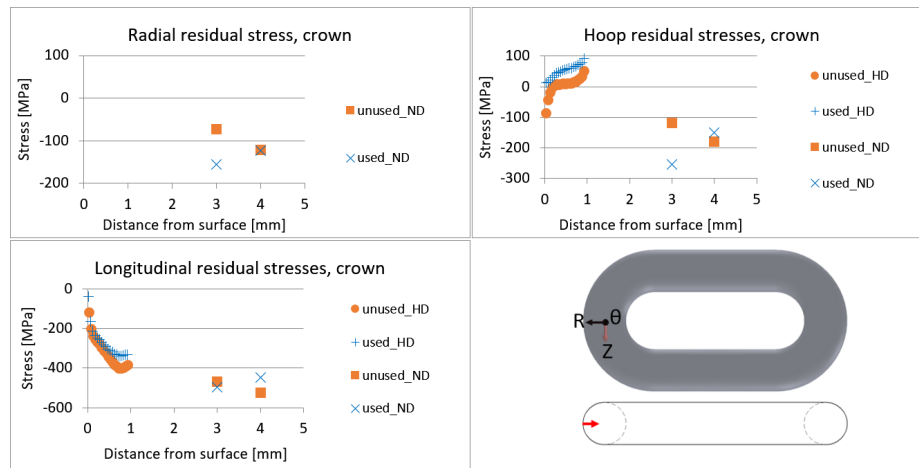 Radial residual stress, crown
Stress [MPa]
100
0
-100
-200
0 1 2 3 4 5
Distance from surface [mm]
unused_ND
used_ND
Hoop residual stresses, crown
Stress [MPa]
100
0
-100
-200
-300
0 1 2 3 4 5
Distance from surface [mm]
unused_HD
used_HD
unused_ND
used_ND
Longitudinal residual stresses, crown
Stress [MPa]
0
-200
-400
-600
0 1 2 3 4 5
Distance from surface [mm]
unused_HD
used_HD
unused_ND
used_ND
R θ
Z